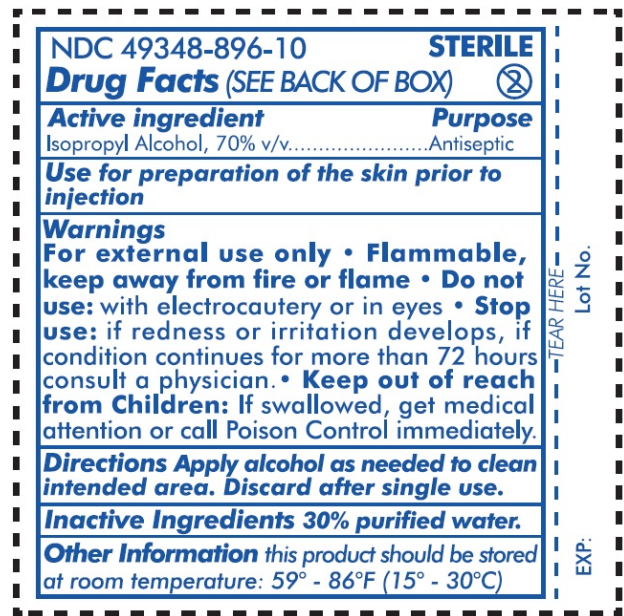 NDC 49348-896-10 STERILE
Drug Facts (SEE BACK OF BOX) 2
Active ingredient Purpose
Isopropyl Alcohol, 70% v/v.......................Antiseptic
Use for preparation of the skin prior to
injection
Warnings
For external use only • Flammable,
keep away from fire or flame • Do not
use: with electrocautery or in eyes • Stop
use: if redness or irritation develops, if
condition continues for more than 72 hours
consult a physician. • Keep out of reach
from Children: If swallowed, get medical
attention or call Poison Control immediately.
Directions Apply alcohol as needed to clean
intended area. Discard after single use.
Inactive Ingredients 30% purified water.
Other Information this product should be stored
at room temperature: 59° - 86°F (15° - 30°C)
TEAR HERE
Lot No.
EXP: